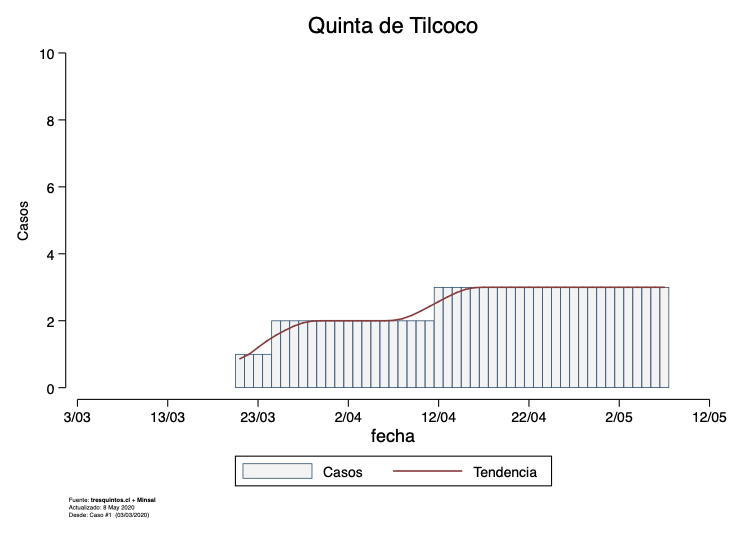 Quinta de Tilcoco
10
8
6
4
2
0
Casos
3/03 13/03 23/03 2/04 12/04 22/04 2/05 12/05
fecha
Casos Tendencia
Fuente: tresquintos.cl + Minsal
Actualizado: 8 May 2020
Desde: Caso #1 (03/03/2020)